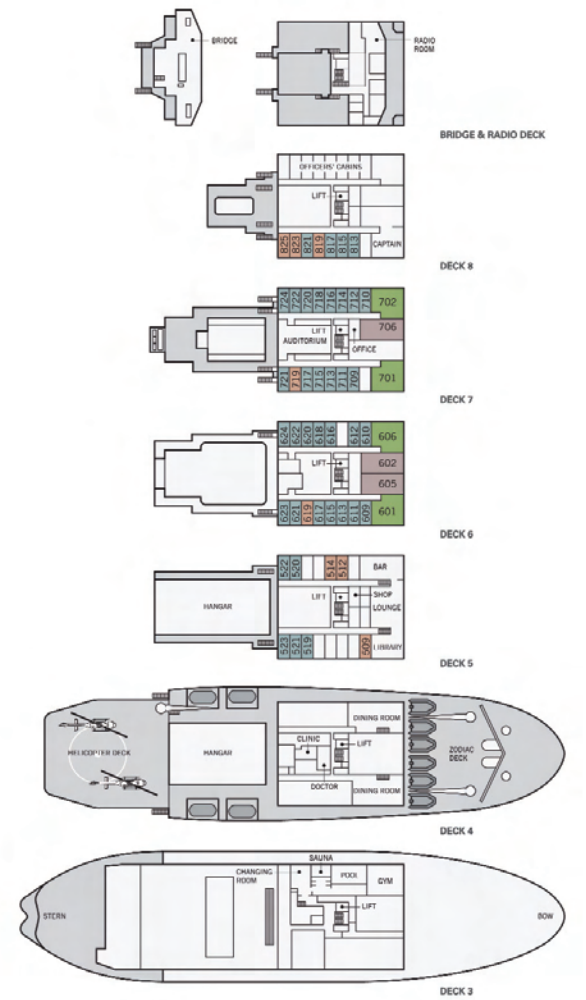 BRIDGE
RADIO
ROOM
BRIDGE & RADIO DECK
OFFICERS' CABINS
LIFT
825 823 821 819 817 815 813
CAPTAIN
DECK 8
724 722 720 718 716 714 712 710
702
706
LIFT
AUDITORIUM
OFFICE
721 719 717 715 713 711 709
701
DECK 7
624 622 620 618 616 612 610
606
LIFT
602
605
623 621 619 617 615 613 611 609
601
DECK 6
522 520 514 512
BAR
HANGAR
LIFT
SHOP
LOUNGE
523 521 519 509
LIBRARY
DECK 5
DINING ROOM
HELICOPTER DECK
HANGAR
CLINIC
LIFT
ZODIAC
DECK
DOCTOR
DINING ROOM
DECK 4
SAUNA
CHANGING
ROOM
POOL
GYM
LIFT
STERN
BOW
DECK 3